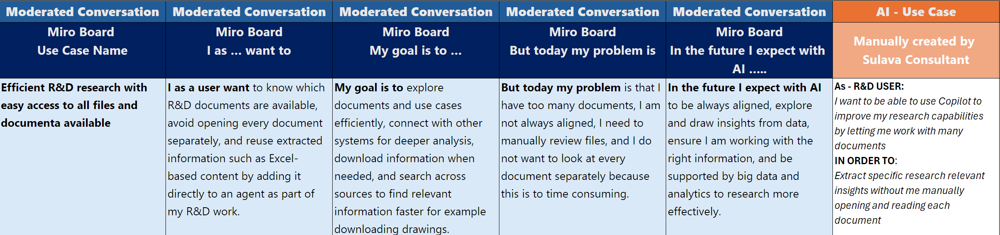 Moderated Conversation
Moderated Conversation
Moderated Conversation
Moderated Conversation
Moderated Conversation
AI - Use Case
Miro Board
Use Case Name
Miro Board
I as ... want to
Miro Board
My goal is to ...
Miro Board
But today my problem is
Miro Board
In the future I expect with
AI .....
Manually created by
Sulava Consultant
Efficient R&D research with
easy access to all files and
documenta available
I as a user want to know which
R&D documents are available,
avoid opening every document
separately, and reuse extracted
information such as Excel-
based content by adding it
directly to an agent as part of
my R&D work.
My goal is to explore
documents and use cases
efficiently, connect with other
systems for deeper analysis,
download information when
needed, and search across
sources to find relevant
information faster for example
downloading drawings.
But today my problem is that I
have too many documents, I am
not always aligned, I need to
manually review files, and I do
not want to look at every
document separately because
this is to time consuming.
In the future I expect with AI
to be always aligned, explore
and draw insights from data,
ensure I am working with the
right information, and be
supported by big data and
analytics to research more
effectively.
As - R&D USER:
I want to be able to use Copilot to
improve my research capabilities
by letting me work with many
documents
IN ORDER TO:
Extract specific research relevant
insights without me manually
opening and reading each
document